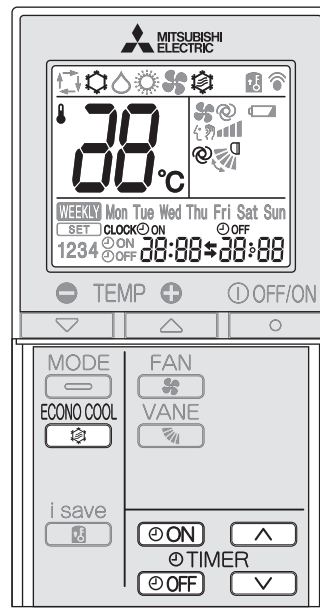 MITSUBISHI
ELECTRIC
88°C
WEEKLY Mon Tue Wed Thu Fri Sat Sun
SET CLOCK ON OFF
1234 ON OFF 88:88 88:88
TEMP OFF/ON
MODE FAN
ECONO COOL VANE
i save
ON
TIMER
OFF